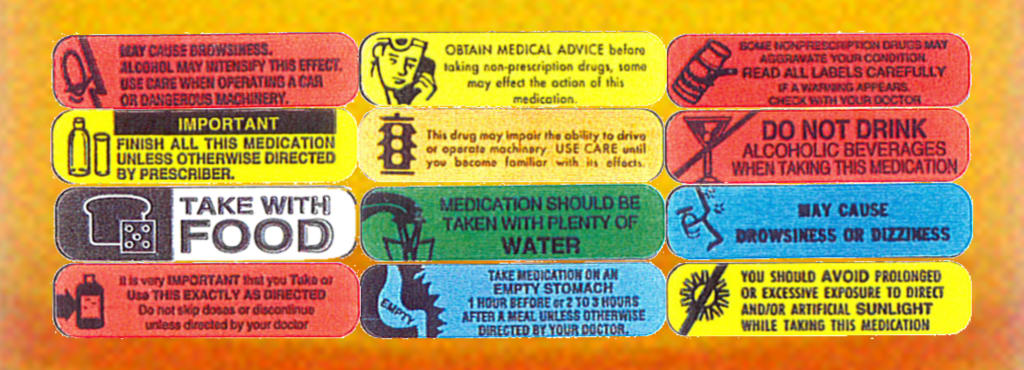 MAY CAUSE DROWSINESS.
ALCOHOL MAY INTENSIFY THIS EFFECT.
USE CARE WHEN OPERATING A CAR
OR DANGEROUS MACHINERY.
OBTAIN MEDICAL ADVICE before
taking non-prescription drugs, some
may effect the action of this
medication.
SOME NONPRESCRIPTION DRUGS MAY
AGGRAVATE YOUR CONDITION.
READ ALL LABELS CAREFULLY
IF A WARNING APPEARS,
CHECK WITH YOUR DOCTOR
IMPORTANT
FINISH ALL THIS MEDICATION
UNLESS OTHERWISE DIRECTED
BY PRESCRIBER.
This drug may impair the ability to drive
or operate machinery. USE CARE until
you become familiar with its effects.
DO NOT DRINK
ALCOHOLIC BEVERAGES
WHEN TAKING THIS MEDICATION
TAKE WITH
FOOD
MEDICATION SHOULD BE
TAKEN WITH PLENTY OF
WATER
MAY CAUSE
DROWSINESS OR DIZZINESS
It is very IMPORTANT that you Take or
Use THIS EXACTLY AS DIRECTED
Do not skip doses or discontinue
unless directed by your doctor
EMPTY
TAKE MEDICATION ON AN
EMPTY STOMACH
1 HOUR BEFORE or 2 TO 3 HOURS
AFTER A MEAL UNLESS OTHERWISE
DIRECTED BY YOUR DOCTOR.
YOU SHOULD AVOID PROLONGED
OR EXCESSIVE EXPOSURE TO DIRECT
AND/OR ARTIFICIAL SUNLIGHT
WHILE TAKING THIS MEDICATION